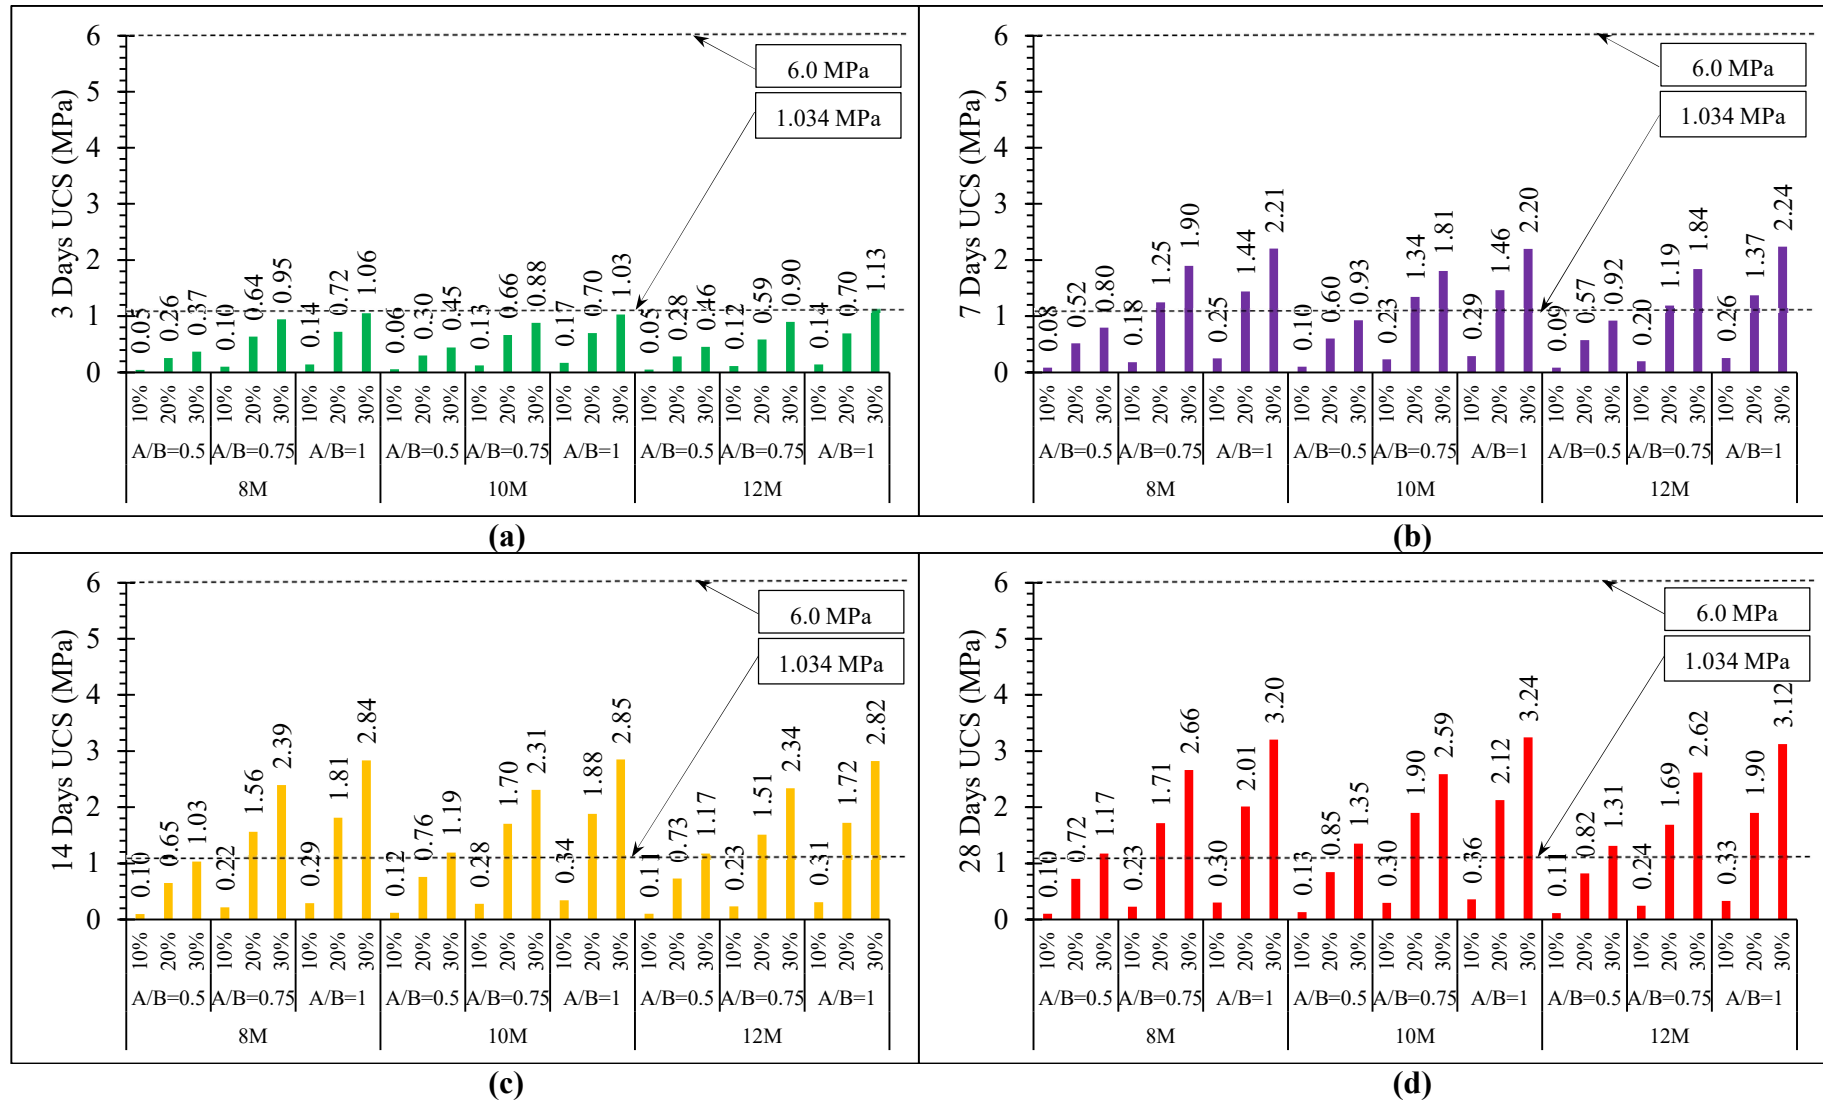 3 Days UCS (MPa)
6
5
4
3
2
1
0
6.0 MPa
1.034 MPa
0.05 0.26 0.37 0.10 0.64 0.95 0.14 0.72 1.06 0.06 0.30 0.45 0.13 0.66 0.88 0.17 0.70 1.03 0.05 0.28 0.46 0.12 0.59 0.90 0.14 0.70 1.13
10% 20% 30% 10% 20% 30% 10% 20% 30% 10% 20% 30% 10% 20% 30% 10% 20% 30% 10% 20% 30% 10% 20% 30% 10% 20% 30%
A/B=0.5 A/B=0.75 A/B=1 A/B=0.5 A/B=0.75 A/B=1 A/B=0.5 A/B=0.75 A/B=1
8M 10M 12M
(a)
7 Days UCS (MPa)
6
5
4
3
2
1
0
6.0 MPa
1.034 MPa
0.08 0.52 0.80 0.18 1.25 1.90 0.25 1.44 2.21 0.10 0.60 0.93 0.23 1.34 1.81 0.29 1.46 2.20 0.09 0.57 0.92 0.20 1.19 1.84 0.26 1.37 2.24
10% 20% 30% 10% 20% 30% 10% 20% 30% 10% 20% 30% 10% 20% 30% 10% 20% 30% 10% 20% 30% 10% 20% 30% 10% 20% 30%
A/B=0.5 A/B=0.75 A/B=1 A/B=0.5 A/B=0.75 A/B=1 A/B=0.5 A/B=0.75 A/B=1
8M 10M 12M
(b)
14 Days UCS (MPa)
6
5
4
3
2
1
0
6.0 MPa
1.034 MPa
0.10 0.65 1.03 0.22 1.56 2.39 0.29 1.81 2.84 0.12 0.76 1.19 0.28 1.70 2.31 0.34 1.88 2.85 0.11 0.73 1.17 0.23 1.51 2.34 0.31 1.72 2.82
10% 20% 30% 10% 20% 30% 10% 20% 30% 10% 20% 30% 10% 20% 30% 10% 20% 30% 10% 20% 30% 10% 20% 30% 10% 20% 30%
A/B=0.5 A/B=0.75 A/B=1 A/B=0.5 A/B=0.75 A/B=1 A/B=0.5 A/B=0.75 A/B=1
8M 10M 12M
(c)
28 Days UCS (MPa)
6
5
4
3
2
1
0
6.0 MPa
1.034 MPa
0.10 0.72 1.17 0.23 1.71 2.66 0.30 2.01 3.20 0.13 0.85 1.35 0.30 1.90 2.59 0.36 2.12 3.24 0.11 0.82 1.31 0.24 1.69 2.62 0.33 1.90 3.12
10% 20% 30% 10% 20% 30% 10% 20% 30% 10% 20% 30% 10% 20% 30% 10% 20% 30% 10% 20% 30% 10% 20% 30% 10% 20% 30%
A/B=0.5 A/B=0.75 A/B=1 A/B=0.5 A/B=0.75 A/B=1 A/B=0.5 A/B=0.75 A/B=1
8M 10M 12M
(d)